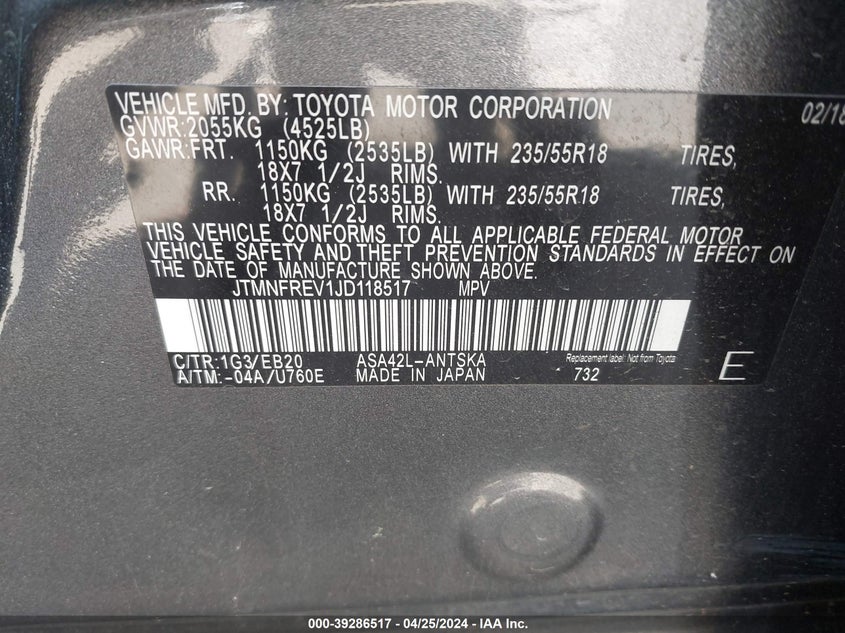 VEHICLE MFD. BY: TOYOTA MOTOR CORPORATION 02/18
GVWR:2055KG (4525LB)
GAWR:FRT. 1150KG (2535LB) WITH 235/55R18 TIRES,
18X7 1/2J RIMS.
RR. 1150KG (2535LB) WITH 235/55R18 TIRES,
18X7 1/2J RIMS.
THIS VEHICLE CONFORMS TO ALL APPLICABLE FEDERAL MOTOR
VEHICLE SAFETY AND THEFT PREVENTION STANDARDS IN EFFECT ON
THE DATE OF MANUFACTURE SHOWN ABOVE.
JTMNFREV1JD118517 MPV
C/TR:1G3/EB20 ASA42L-ANTSKA Replacement label: Not from Toyota
A/TM:-04A/U760E MADE IN JAPAN 732 E
000-39286517 - 04/25/2024 - IAA Inc.